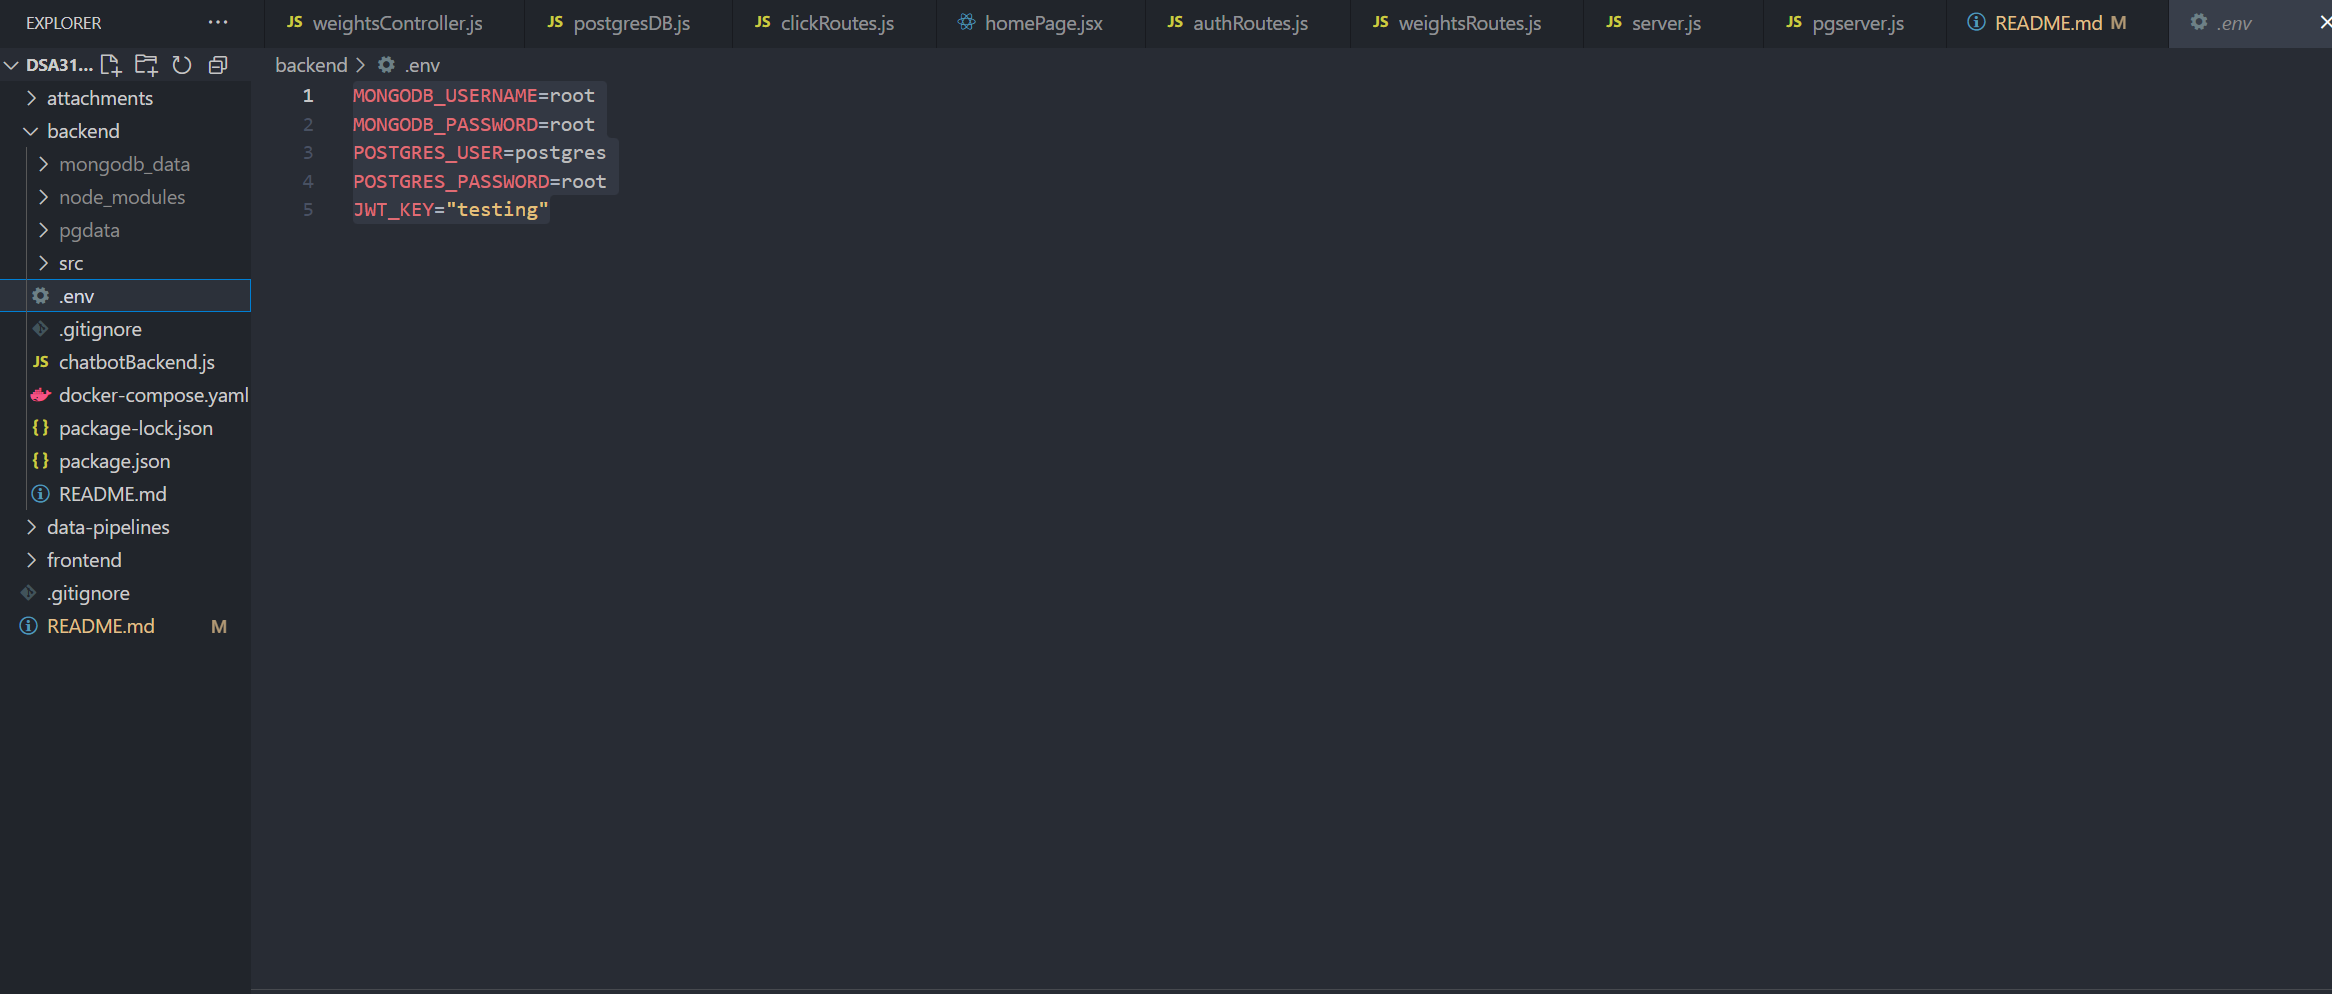 EXPLORER ...
JS weightsController.js JS postgresDB.js JS clickRoutes.js homePage.jsx JS authRoutes.js JS weightsRoutes.js JS server.js JS pgserver.js README.md M .env
DSA31...
backend > .env
attachments
backend
mongodb_data
node_modules
pgdata
src
.env
.gitignore
JS chatbotBackend.js
docker-compose.yaml
{} package-lock.json
{} package.json
README.md
data-pipelines
frontend
.gitignore
README.md M
1 MONGODB_USERNAME=root
2 MONGODB_PASSWORD=root
3 POSTGRES_USER=postgres
4 POSTGRES_PASSWORD=root
5 JWT_KEY="testing"